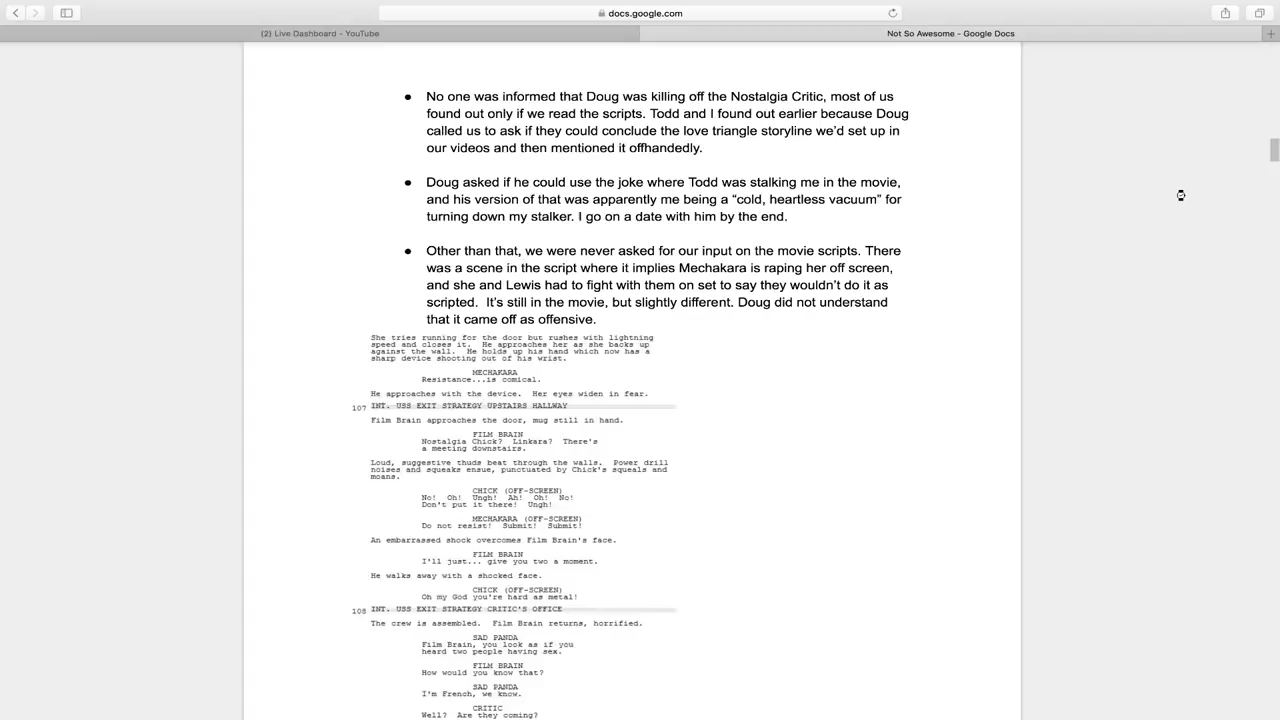 docs.google.com
(2) Live Dashboard - YouTube
Not So Awesome - Google Docs
● No one was informed that Doug was killing off the Nostalgia Critic, most of us
found out only if we read the scripts. Todd and I found out earlier because Doug
called us to ask if they could conclude the love triangle storyline we'd set up in
our videos and then mentioned it offhandedly.
● Doug asked if he could use the joke where Todd was stalking me in the movie,
and his version of that was apparently me being a “cold, heartless vacuum” for
turning down my stalker. I go on a date with him by the end.
● Other than that, we were never asked for our input on the movie scripts. There
was a scene in the script where it implies Mechakara is raping her off screen,
and she and Lewis had to fight with them on set to say they wouldn't do it as
scripted. It's still in the movie, but slightly different. Doug did not understand
that it came off as offensive.
She tries running for the door but rushes with lightning
speed and closes it. He approaches her as she backs up
against the wall. He holds up his hand which now has a
sharp device shooting out of his wrist.
MECHAKARA
Resistance...is comical.
He approaches with the device. Her eyes widen in fear.
107 INT. USS EXIT STRATEGY UPSTAIRS HALLWAY
Film Brain approaches the door, mug still in hand.
FILM BRAIN
Nostalgia Chick? Linkara? There's
a meeting downstairs.
Loud, suggestive thuds beat through the walls. Power drill
noises and squeaks ensue, punctuated by Chick's squeals and
moans.
CHICK (OFF-SCREEN)
No! Oh! Ungh! Ah! Oh! No!
Don't put it there! Ungh!
MECHAKARA (OFF-SCREEN)
Do not resist! Submit! Submit!
An embarrassed shock overcomes Film Brain's face.
FILM BRAIN
I'll just... give you two a moment.
He walks away with a shocked face.
CHICK (OFF-SCREEN)
Oh my God you're hard as metal!
108 INT. USS EXIT STRATEGY CRITIC'S OFFICE
The crew is assembled. Film Brain returns, horrified.
SAD PANDA
Film Brain, you look as if you
heard two people having sex.
FILM BRAIN
How would you know that?
SAD PANDA
I'm French, we know.
CRITIC
Well? Are they coming?